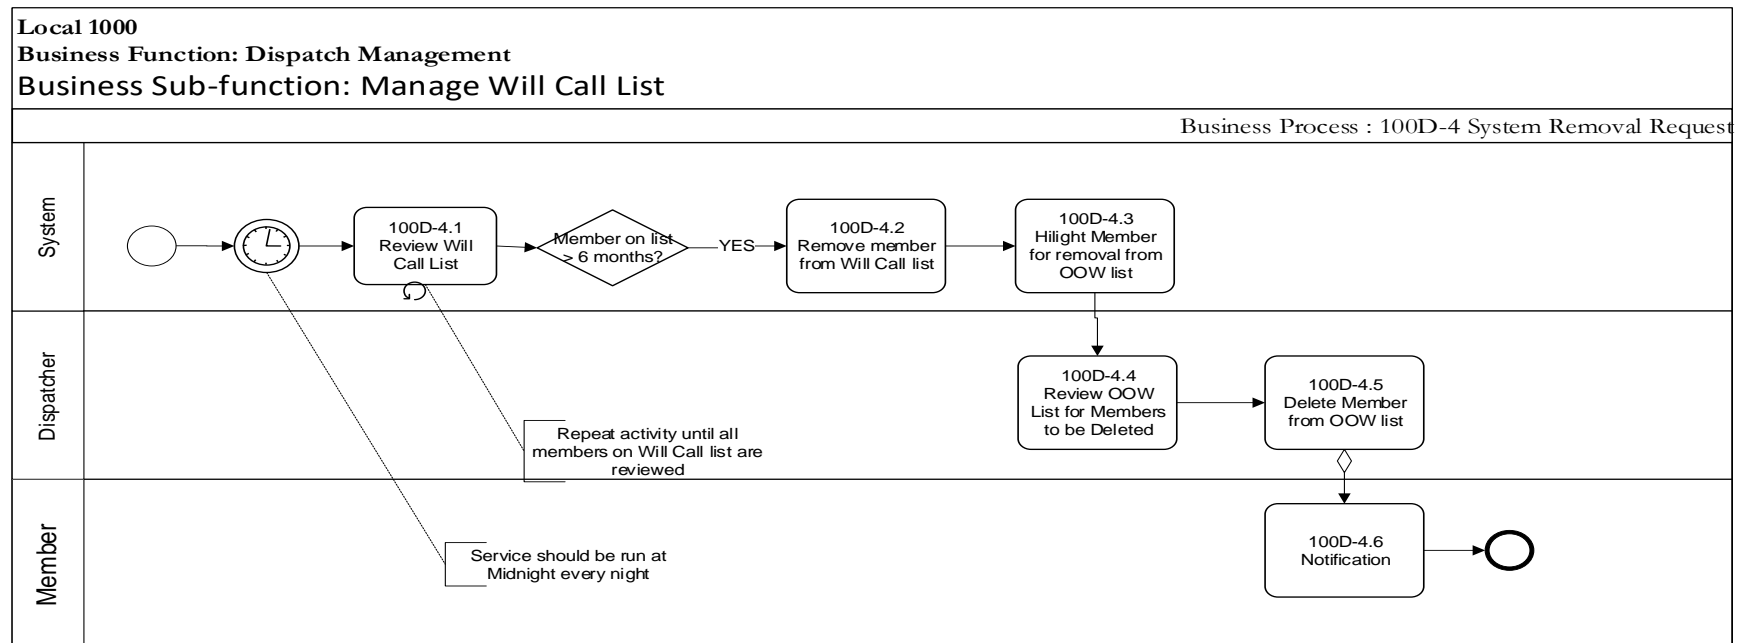 Local 1000
Business Function: Dispatch Management
Business Sub-function: Manage Will Call List
Business Process : 100D-4 System Removal Request
System
100D-4.1
Review Will
Call List
Member on list
> 6 months?
YES
100D-4.2
Remove member
from Will Call list
100D-4.3
Hilight Member
for removal from
OOW list
Dispatcher
100D-4.4
Review OOW
List for Members
to be Deleted
100D-4.5
Delete Member
from OOW list
Repeat activity until all
members on Will Call list are
reviewed
Member
Service should be run at
Midnight every night
100D-4.6
Notification